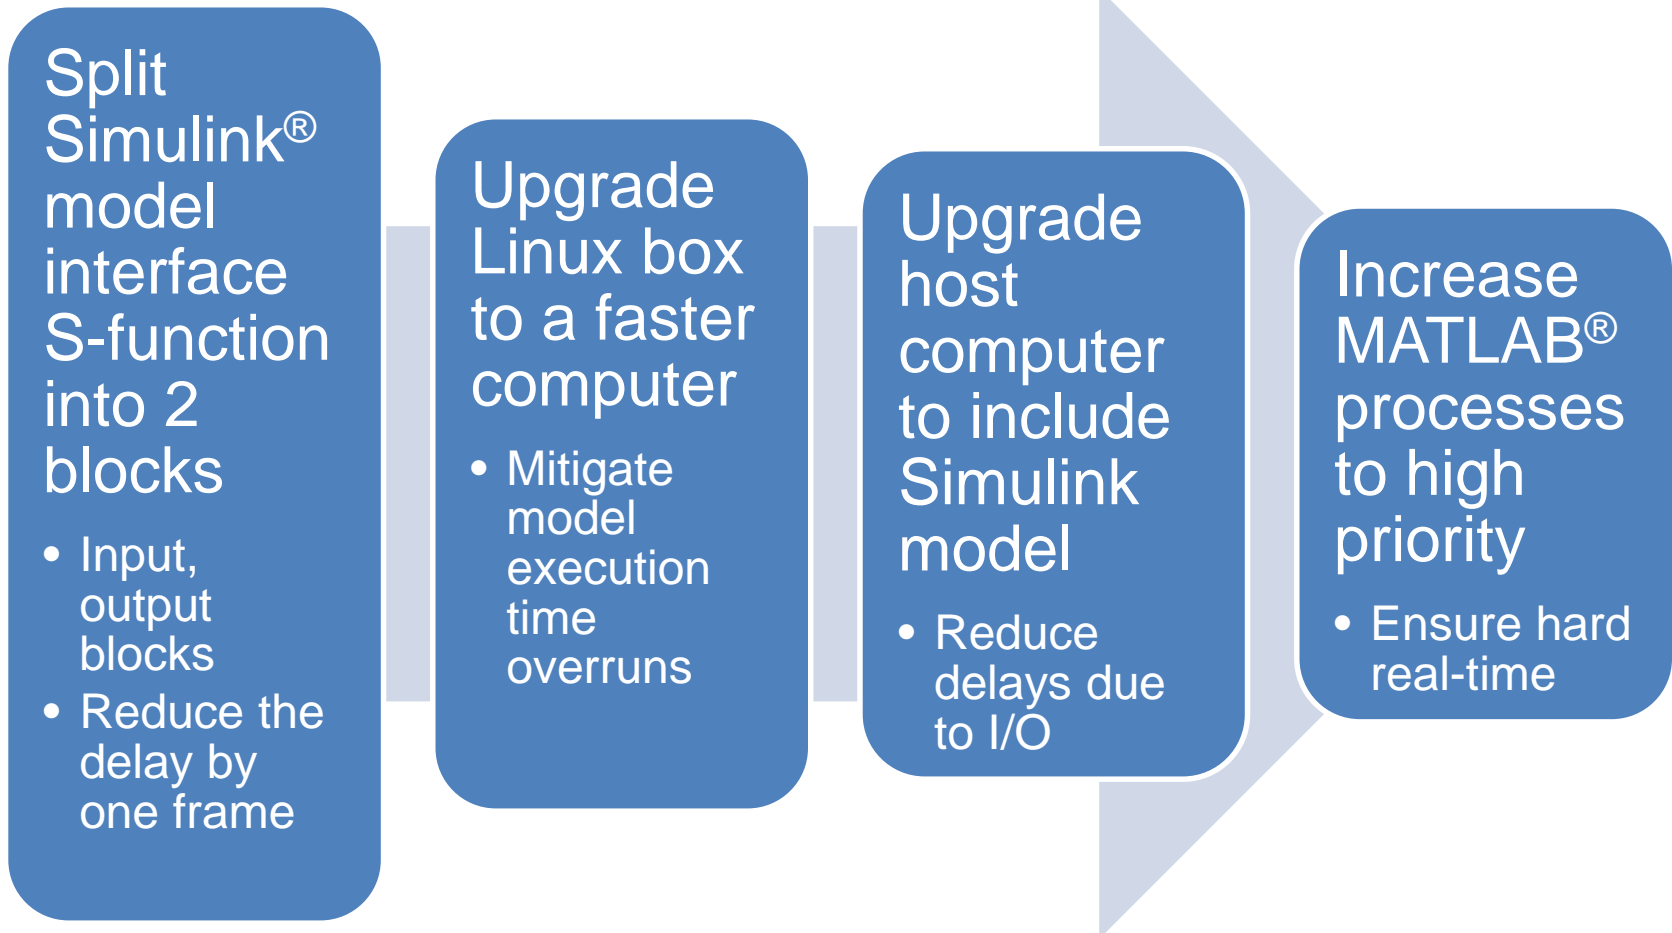 Split
Simulink®
model
interface
S-function
into 2
blocks
• Input,
output
blocks
• Reduce the
delay by
one frame
Upgrade
Linux box
to a faster
computer
• Mitigate
model
execution
time
overruns
Upgrade
host
computer
to include
Simulink
model
• Reduce
delays due
to I/O
Increase
MATLAB®
processes
to high
priority
• Ensure hard
real-time